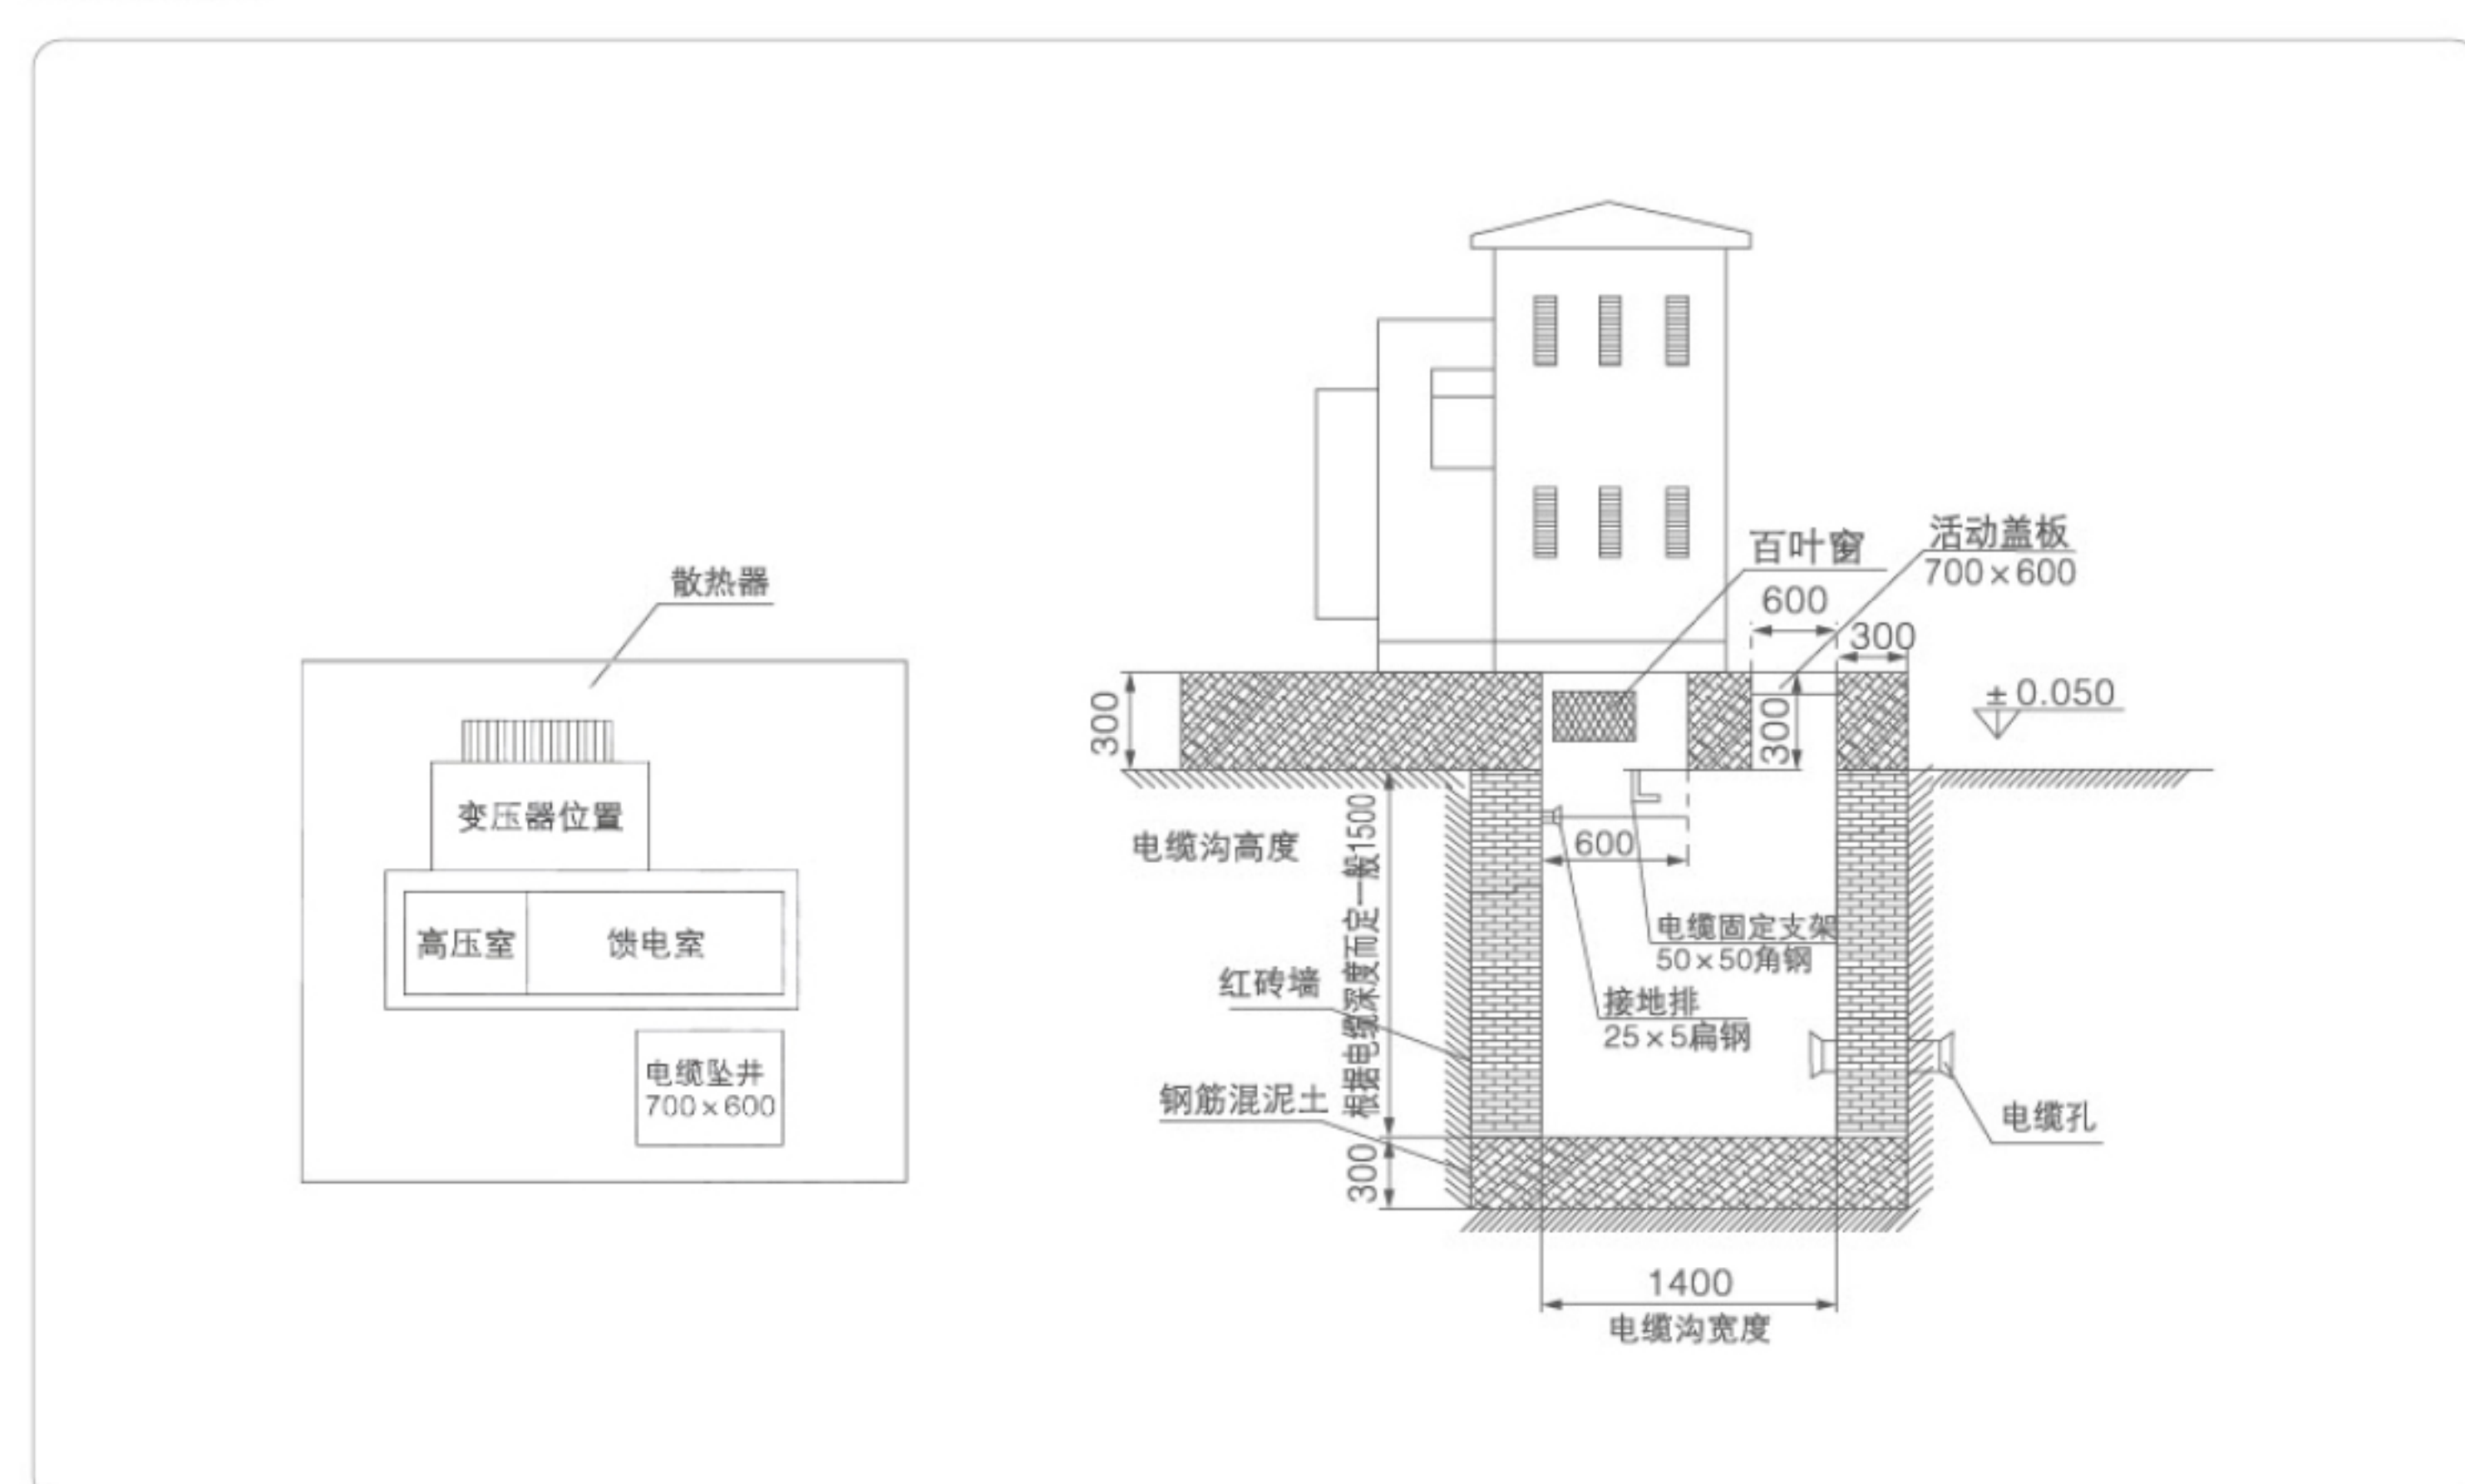 散热器
变压器位置
高压室
馈电室
电缆坠井
700×600
百叶窗
活动盖板
700×600
600
300
300
300
±0.050
电缆沟高度
根据电缆深度而定一般1500
600
电缆固定支架
50×50角钢
红砖墙
接地排
25×5扁钢
钢筋混泥土
电缆孔
300
1400
电缆沟宽度